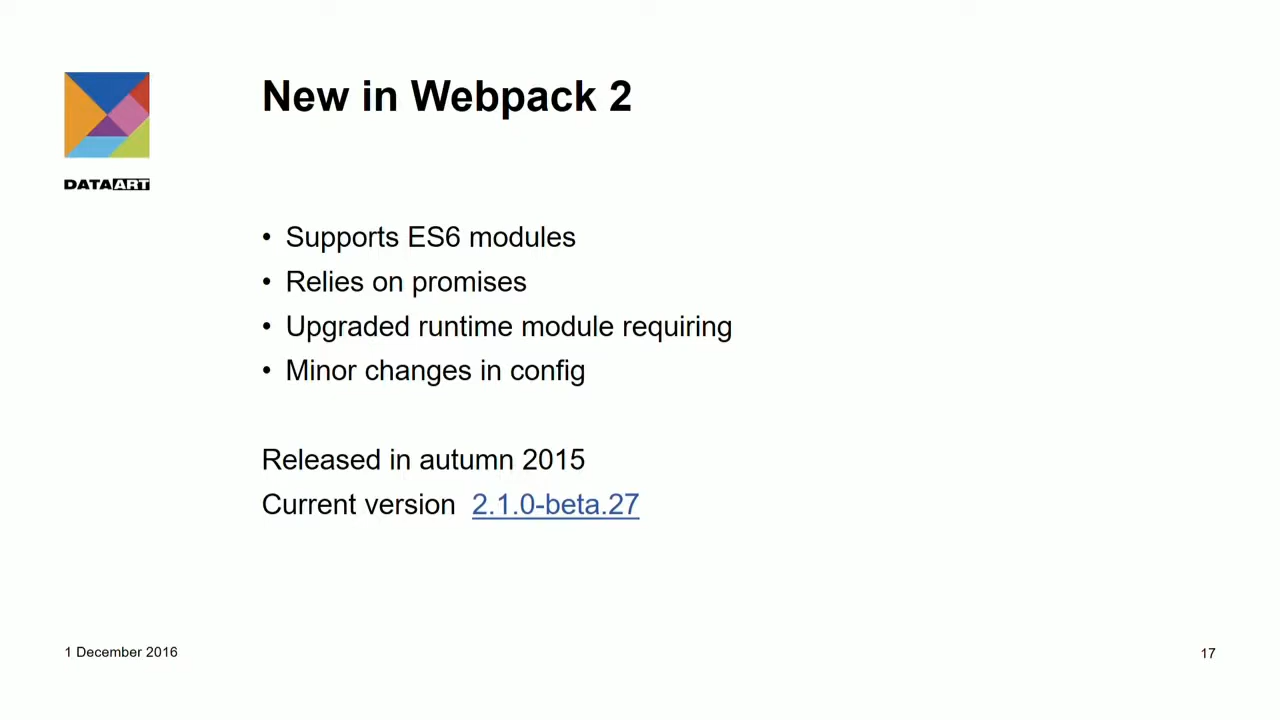 New in Webpack 2
DATAART
• Supports ES6 modules
• Relies on promises
• Upgraded runtime module requiring
• Minor changes in config
Released in autumn 2015
Current version 2.1.0-beta.27
1 December 2016
17